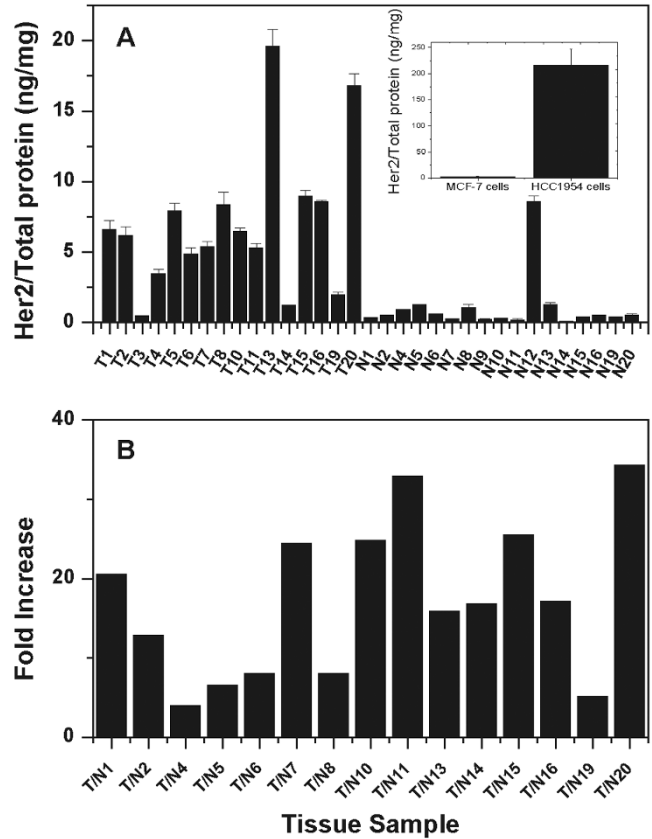 A
Her2/Total protein (ng/mg)
20
15
10
5
0
Her2/Total protein (ng/mg)
250
200
150
100
50
0
MCF-7 cells HCC1954 cells
T1 T2 T3 T4 T5 T6 T7 T8 T10 T11 T13 T14 T15 T16 T19 T20 N1 N2 N4 N5 N6 N7 N8 N9 N10 N11 N12 N13 N14 N15 N16 N19 N20
B
Fold Increase
40
20
0
T/N1 T/N2 T/N4 T/N5 T/N6 T/N7 T/N8 T/N10 T/N11 T/N13 T/N14 T/N15 T/N16 T/N19 T/N20
Tissue Sample